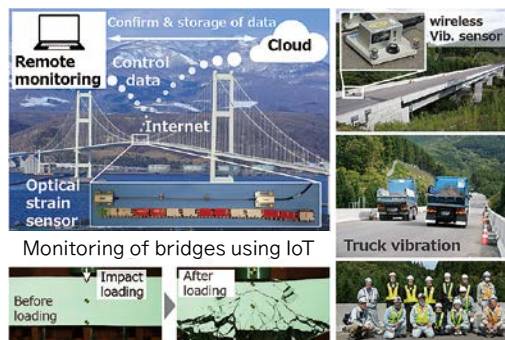 Confirm & storage of data
Cloud
Remote
monitoring
Control
data
Internet
Optical
strain
sensor
Monitoring of bridges using IoT
Before
loading
Impact
loading
After
loading
wireless
Vib. sensor
Truck vibration